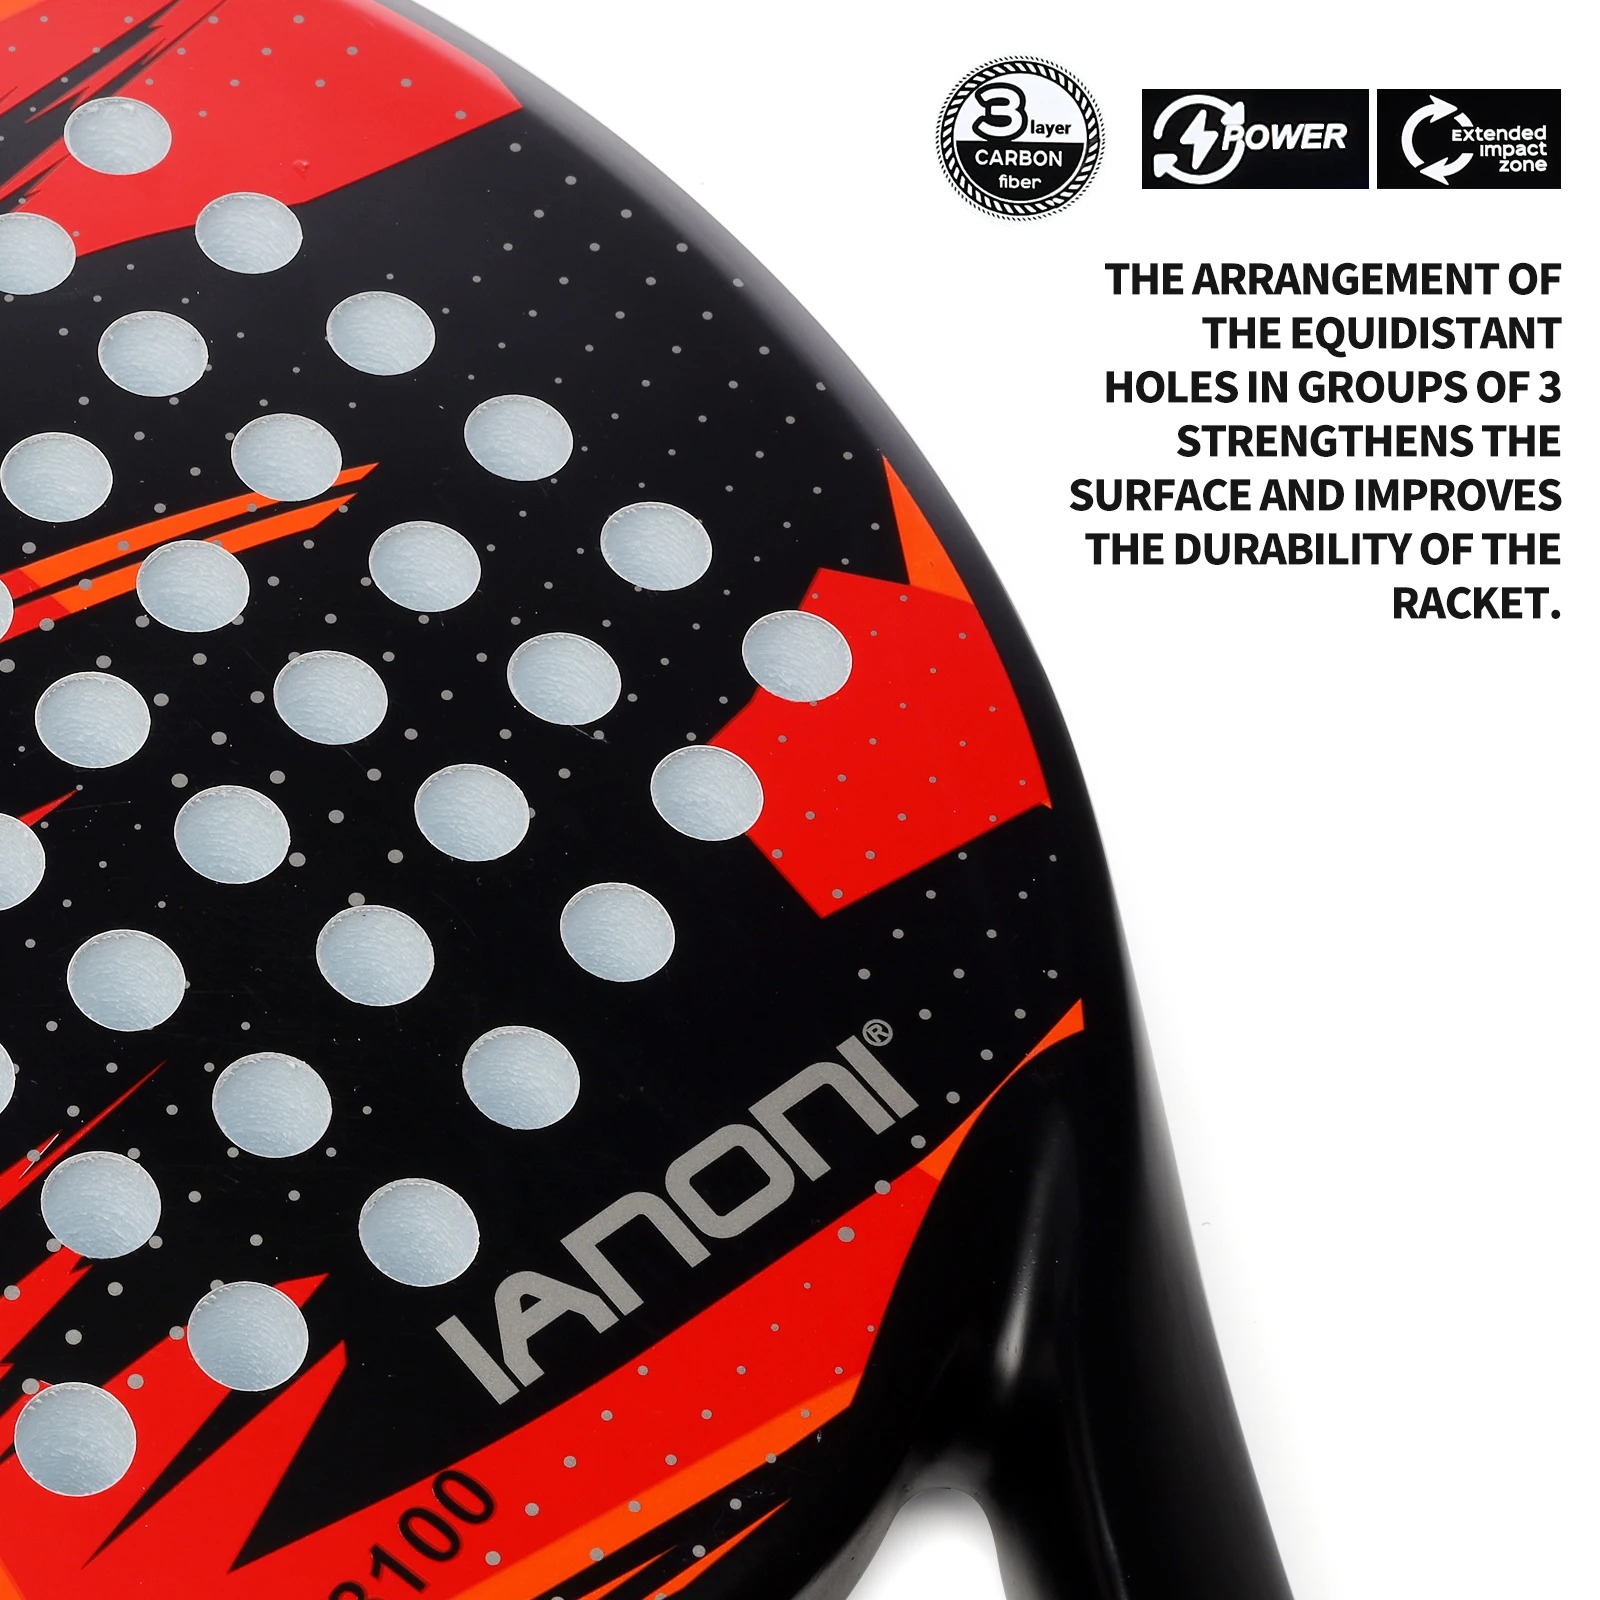 3 layer
CARBON
fiber
POWER
Extended
impact
zone
THE ARRANGEMENT OF
THE EQUIDISTANT
HOLES IN GROUPS OF 3
STRENGTHENS THE
SURFACE AND IMPROVES
THE DURABILITY OF THE
RACKET.
IANONI®